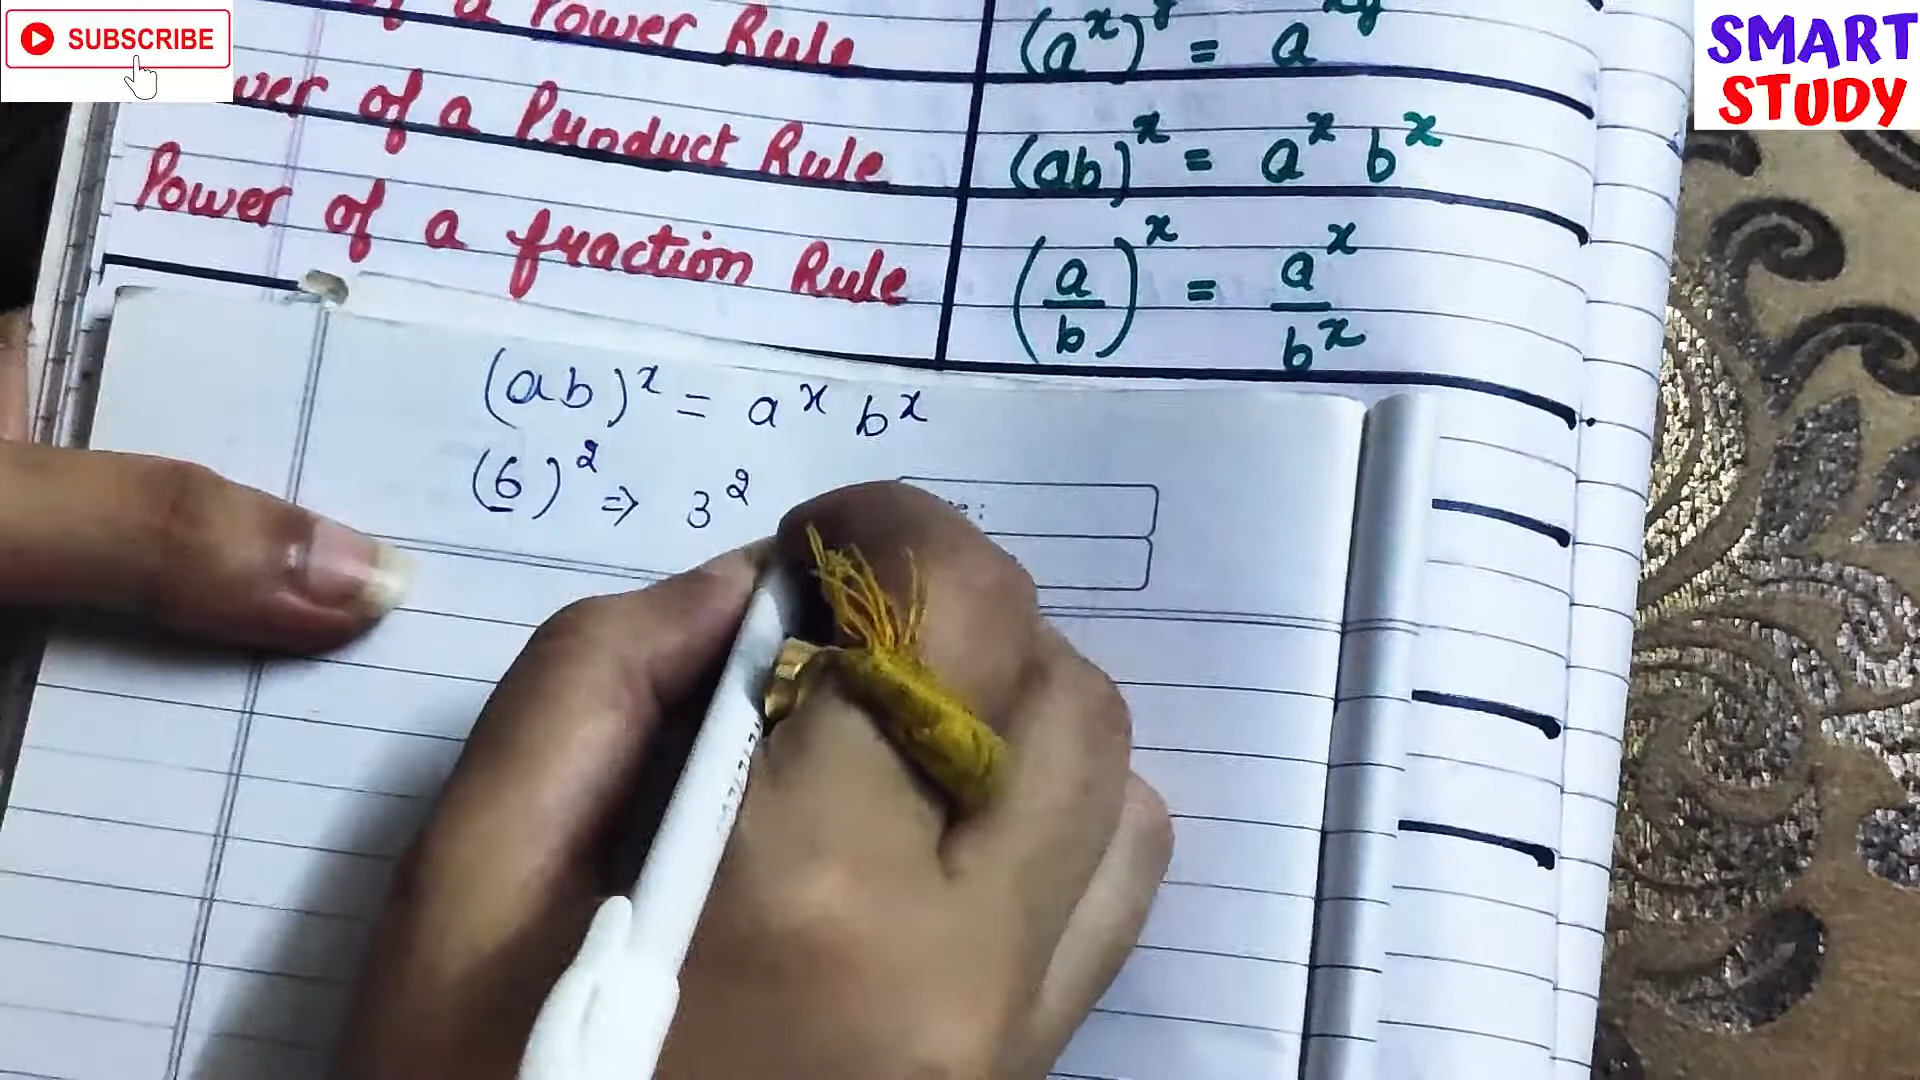 SUBSCRIBE
SMART
STUDY
a Power Rule (a^x)^y = a^xy
of a Product Rule (ab)^x = a^x b^x
Power of a fraction Rule (a/b)^x = a^x/b^x
(ab)^x = a^x b^x
(6)^2 ⇒ 3^2